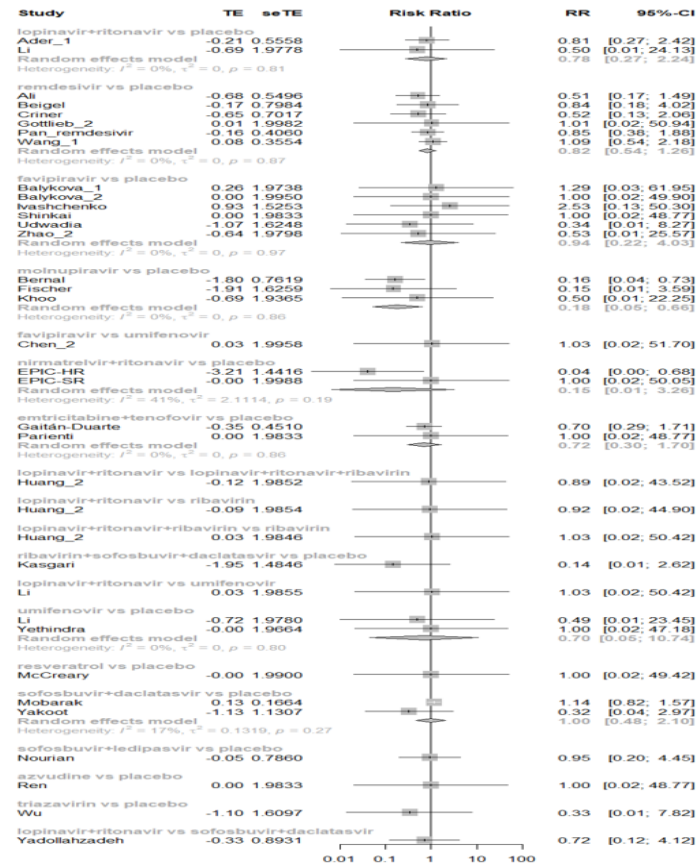 Study TE seTE Risk Ratio RR 95%-CI
lopinavir+ritonavir vs placebo
Ader_1 -0.21 0.5558 0.81 [0.27; 2.42]
Li -0.69 1.9778 0.50 [0.01; 24.13]
Random effects model 0.78 [0.27; 2.24]
Heterogeneity: I² = 0%, τ² = 0, p = 0.81
remdesivir vs placebo
Ali -0.68 0.5496 0.51 [0.17; 1.49]
Beigel -0.17 0.7984 0.84 [0.18; 4.02]
Criner -0.65 0.7017 0.52 [0.13; 2.06]
Gottlieb_2 0.01 1.9982 1.01 [0.02; 50.94]
Pan_remdesivir -0.16 0.4060 0.85 [0.38; 1.88]
Wang_1 0.08 0.3554 1.09 [0.54; 2.18]
Random effects model 0.82 [0.54; 1.26]
Heterogeneity: I² = 0%, τ² = 0, p = 0.87
favipiravir vs placebo
Balykova_1 0.26 1.9738 1.29 [0.03; 61.95]
Balykova_2 0.00 1.9950 1.00 [0.02; 49.90]
Ivashchenko 0.93 1.5253 2.53 [0.13; 50.30]
Shinkai 0.00 1.9833 1.00 [0.02; 48.77]
Udwadia -1.07 1.6248 0.34 [0.01; 8.27]
Zhao_2 -0.64 1.9798 0.53 [0.01; 25.57]
Random effects model 0.94 [0.22; 4.03]
Heterogeneity: I² = 0%, τ² = 0, p = 0.97
molnupiravir vs placebo
Bernal -1.80 0.7619 0.16 [0.04; 0.73]
Fischer -1.91 1.6259 0.15 [0.01; 3.59]
Khoo -0.69 1.9365 0.50 [0.01; 22.25]
Random effects model 0.18 [0.05; 0.66]
Heterogeneity: I² = 0%, τ² = 0, p = 0.86
favipiravir vs umifenovir
Chen_2 0.03 1.9958 1.03 [0.02; 51.70]
nirmatrelvir+ritonavir vs placebo
EPIC-HR -3.21 1.4416 0.04 [0.00; 0.68]
EPIC-SR -0.00 1.9988 1.00 [0.02; 50.05]
Random effects model 0.15 [0.01; 3.26]
Heterogeneity: I² = 41%, τ² = 2.1114, p = 0.19
emtricitabine+tenofovir vs placebo
Gaitán-Duarte -0.35 0.4510 0.70 [0.29; 1.71]
Parienti 0.00 1.9833 1.00 [0.02; 48.77]
Random effects model 0.72 [0.30; 1.70]
Heterogeneity: I² = 0%, τ² = 0, p = 0.86
lopinavir+ritonavir vs lopinavir+ritonavir+ribavirin
Huang_2 -0.12 1.9852 0.89 [0.02; 43.52]
lopinavir+ritonavir vs ribavirin
Huang_2 -0.09 1.9854 0.92 [0.02; 44.90]
lopinavir+ritonavir+ribavirin vs ribavirin
Huang_2 0.03 1.9846 1.03 [0.02; 50.42]
ribavirin+sofosbuvir+daclatasvir vs placebo
Kasgari -1.95 1.4846 0.14 [0.01; 2.62]
lopinavir+ritonavir vs umifenovir
Li 0.03 1.9855 1.03 [0.02; 50.42]
umifenovir vs placebo
Li -0.72 1.9780 0.49 [0.01; 23.45]
Yethindra -0.00 1.9664 1.00 [0.02; 47.18]
Random effects model 0.70 [0.05; 10.74]
Heterogeneity: I² = 0%, τ² = 0, p = 0.80
resveratrol vs placebo
McCreary -0.00 1.9900 1.00 [0.02; 49.42]
sofosbuvir+daclatasvir vs placebo
Mobarak 0.13 0.1664 1.14 [0.82; 1.57]
Yakoot -1.13 1.1307 0.32 [0.04; 2.97]
Random effects model 1.00 [0.48; 2.10]
Heterogeneity: I² = 17%, τ² = 0.1319, p = 0.27
sofosbuvir+ledipasvir vs placebo
Nourian -0.05 0.7860 0.95 [0.20; 4.45]
azvudine vs placebo
Ren 0.00 1.9833 1.00 [0.02; 48.77]
triazavirin vs placebo
Wu -1.10 1.6097 0.33 [0.01; 7.82]
lopinavir+ritonavir vs sofosbuvir+daclatasvir
Yadollahzadeh -0.33 0.8931 0.72 [0.12; 4.12]
0.01 0.1 1 10 100